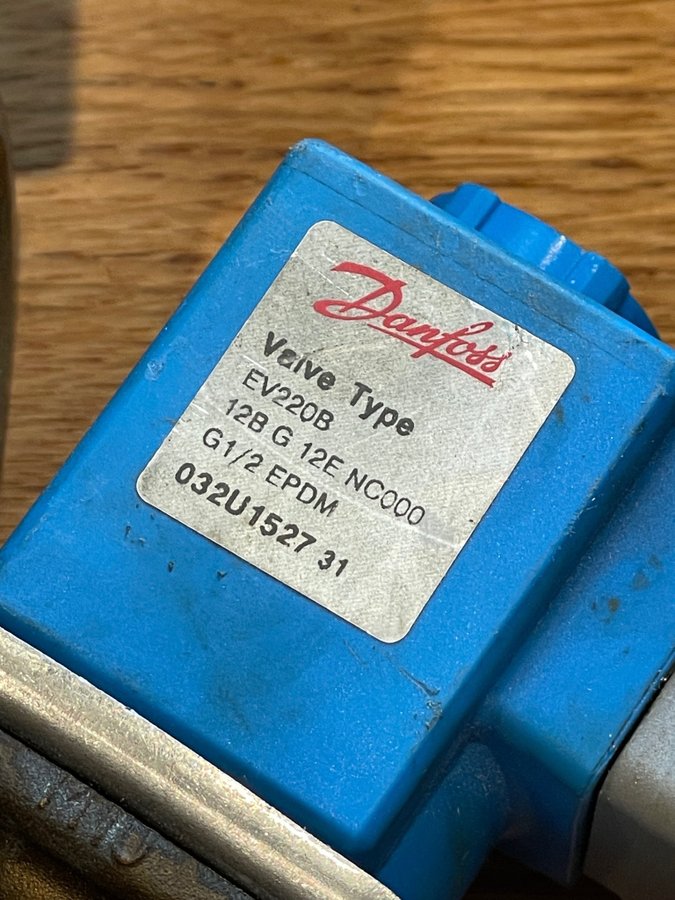 Danfoss
Valve Type
EV220B
12B G 12E NC000
G1/2 EPDM
032U1527 31